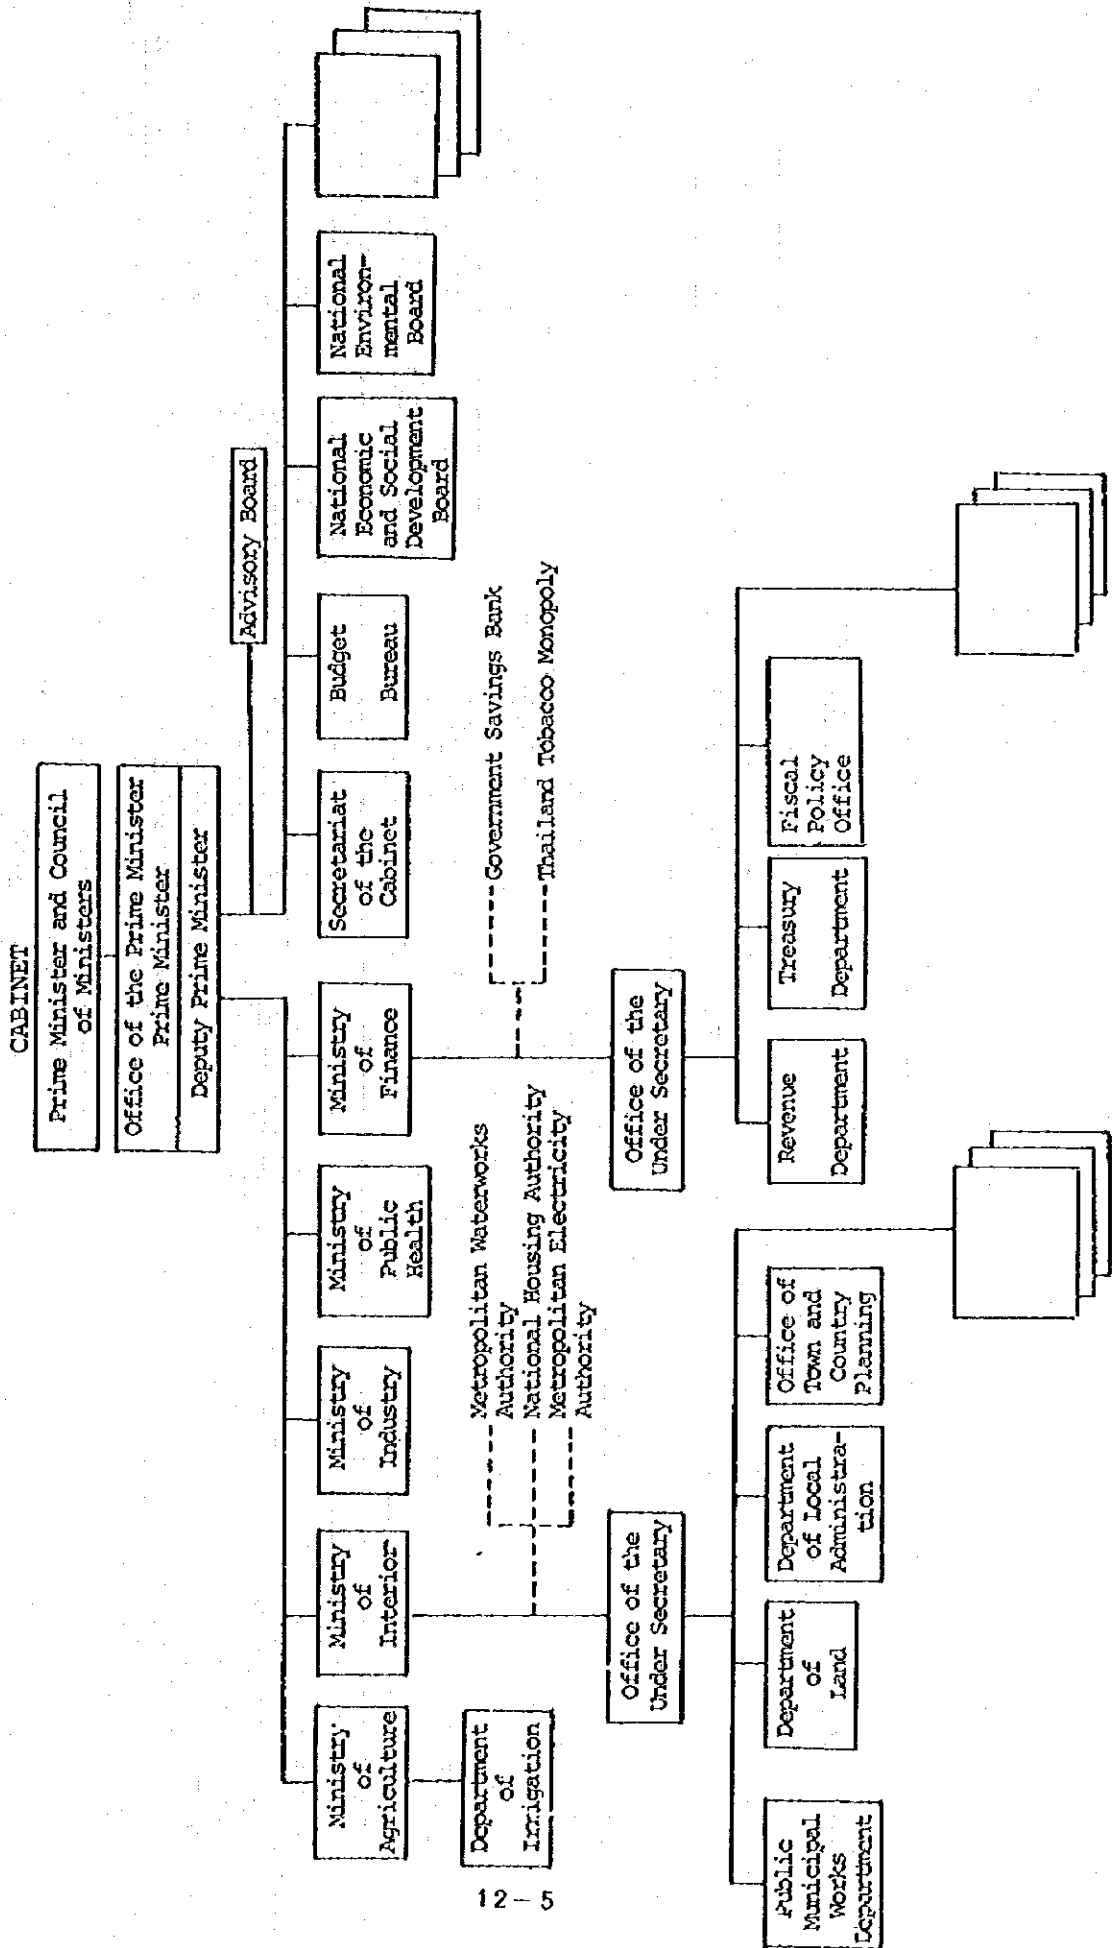 CABINET
Prime Minister and Council
of Ministers
Office of the Prime Minister
Prime Minister
Deputy Prime Minister
Advisory Board
Ministry
of
Agriculture
Ministry
of
Interior
Ministry
of
Industry
Ministry
of
Public
Health
Ministry
of
Finance
Secretariat
of the
Cabinet
Budget
Bureau
National
Economic
and Social
Development
Board
National
Environ-
mental
Board
Department
of
Irrigation
Metropolitan Waterworks
Authority
National Housing Authority
Metropolitan Electricity
Authority
Government Savings Bank
Thailand Tobacco Monopoly
Office of the
Under Secretary
Office of the
Under Secretary
Public
Municipal
Works
Department
Department
of
Land
Department
of Local
Administra-
tion
Office of
Town and
Country
Planning
Revenue
Department
Treasury
Department
Fiscal
Policy
Office
12-5